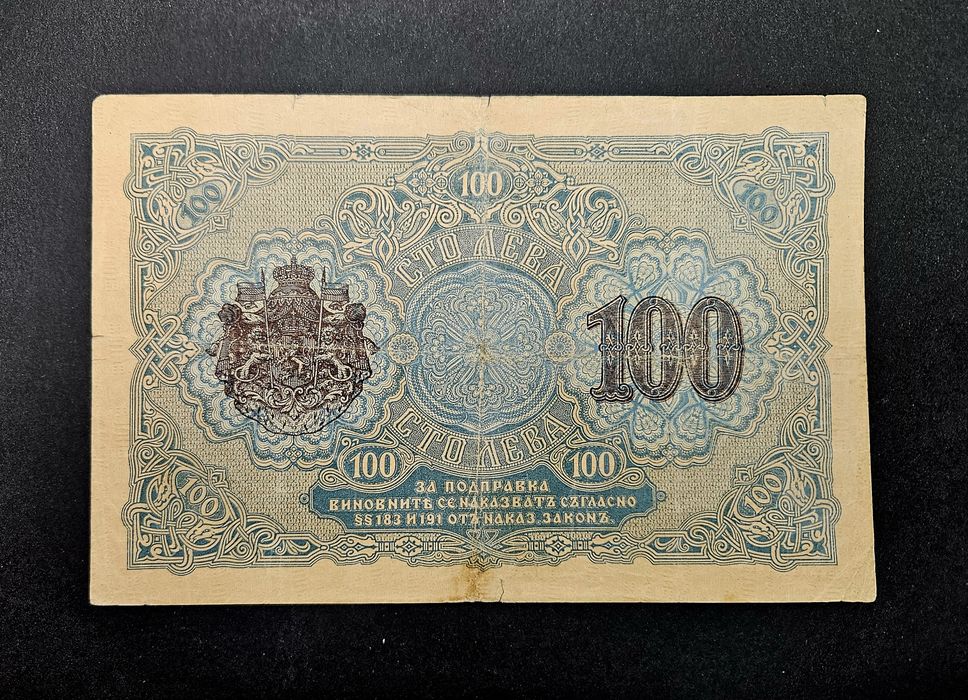 100
100 100
СТО ЛЕВА
100
СТО ЛЕВА
100 100
ЗА ПОДПРАВКА
ВИНОВНИТѢ СЕ НАКАЗВАТЪ СЪГЛАСНО
§§ 183 И 191 ОТЪ НАКАЗ. ЗАКОНЪ.
100 100